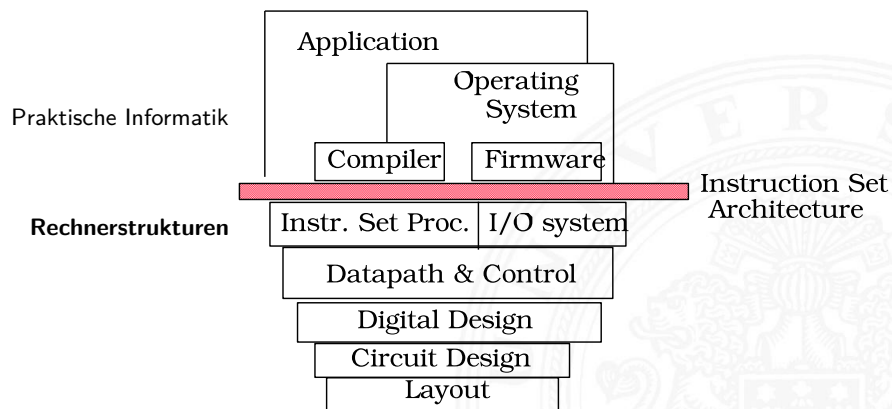 Application
Operating
System
Praktische Informatik
Compiler
Firmware
Instruction Set
Architecture
Rechnerstrukturen
Instr. Set Proc.
I/O system
Datapath & Control
Digital Design
Circuit Design
Layout
VERS